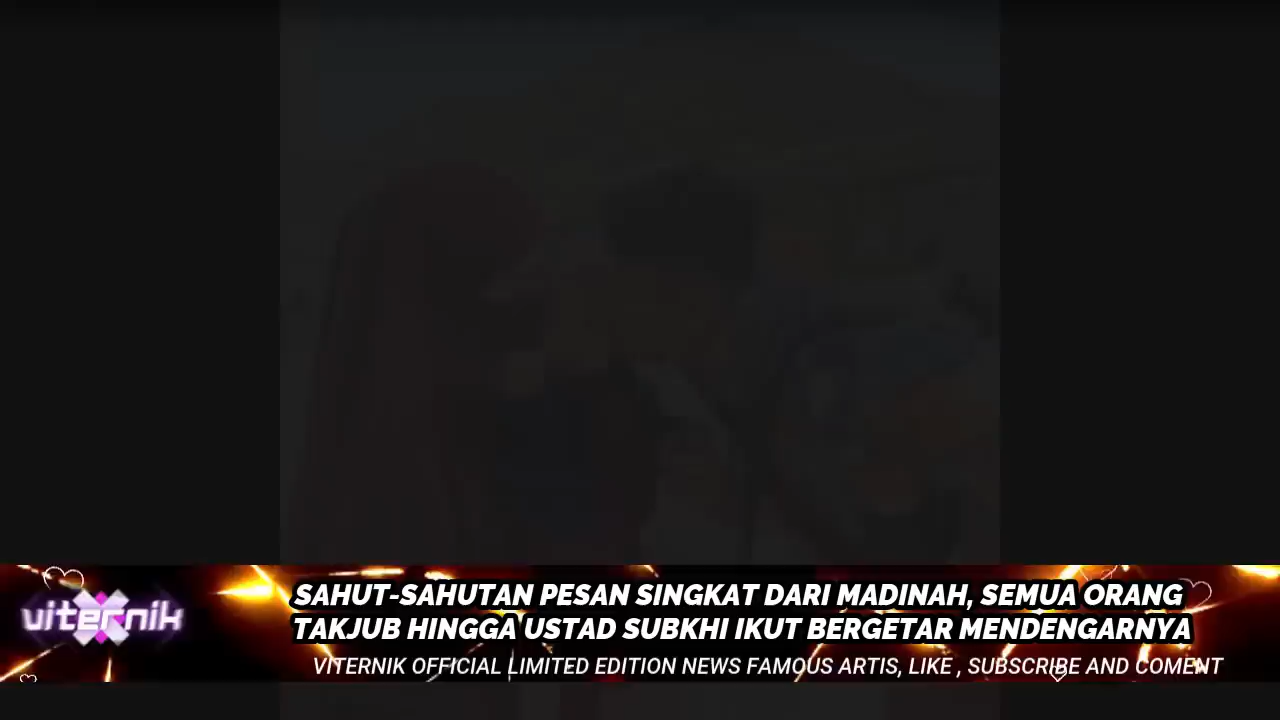 viternik
SAHUT-SAHUTAN PESAN SINGKAT DARI MADINAH, SEMUA ORANG
TAKJUB HINGGA USTAD SUBKHI IKUT BERGETAR MENDENGARNYA
VITERNIK OFFICIAL LIMITED EDITION NEWS FAMOUS ARTIS, LIKE , SUBSCRIBE AND COMENT